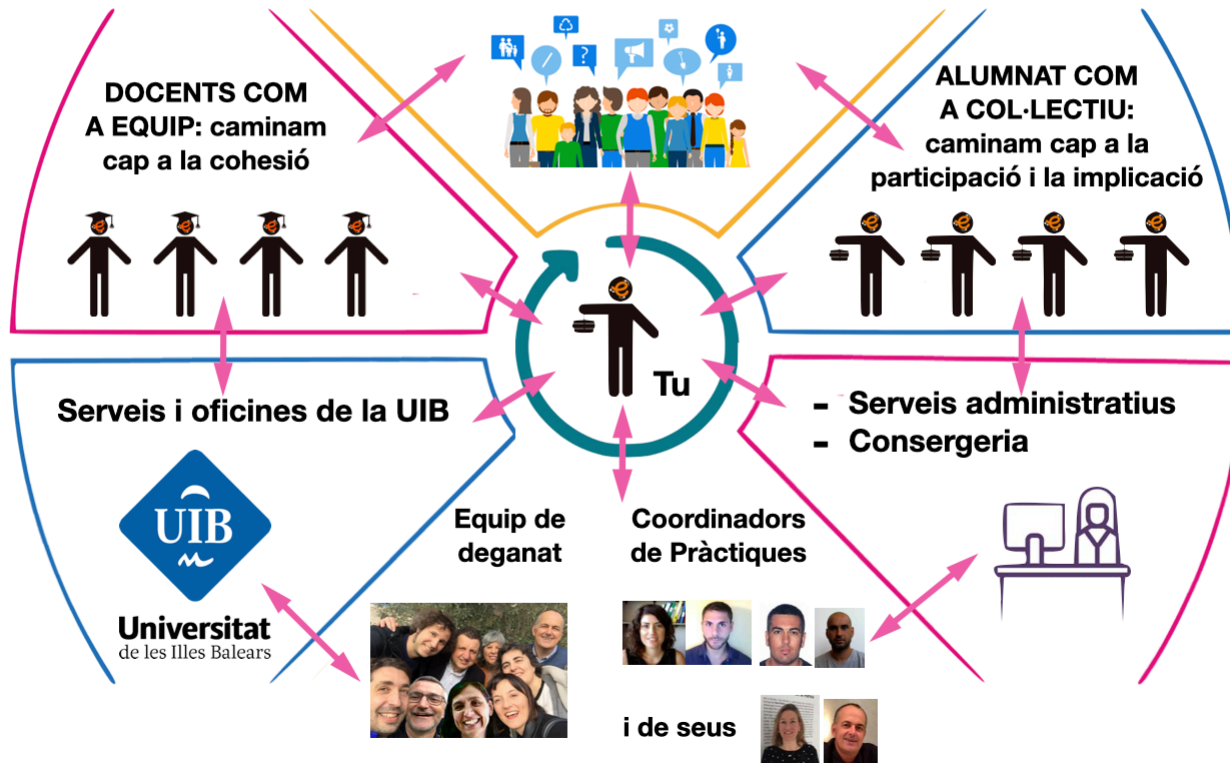 DOCENTS COM
A EQUIP: caminam
cap a la cohesió
ALUMNAT COM
A COL·LECTIU:
caminam cap a la
participació i la implicació
?
Tu
Serveis i oficines de la UIB
- Serveis administratius
- Consergeria
UIB
Universitat
de les Illes Balears
Equip de
deganat
Coordinadors
de Pràctiques
i de seus